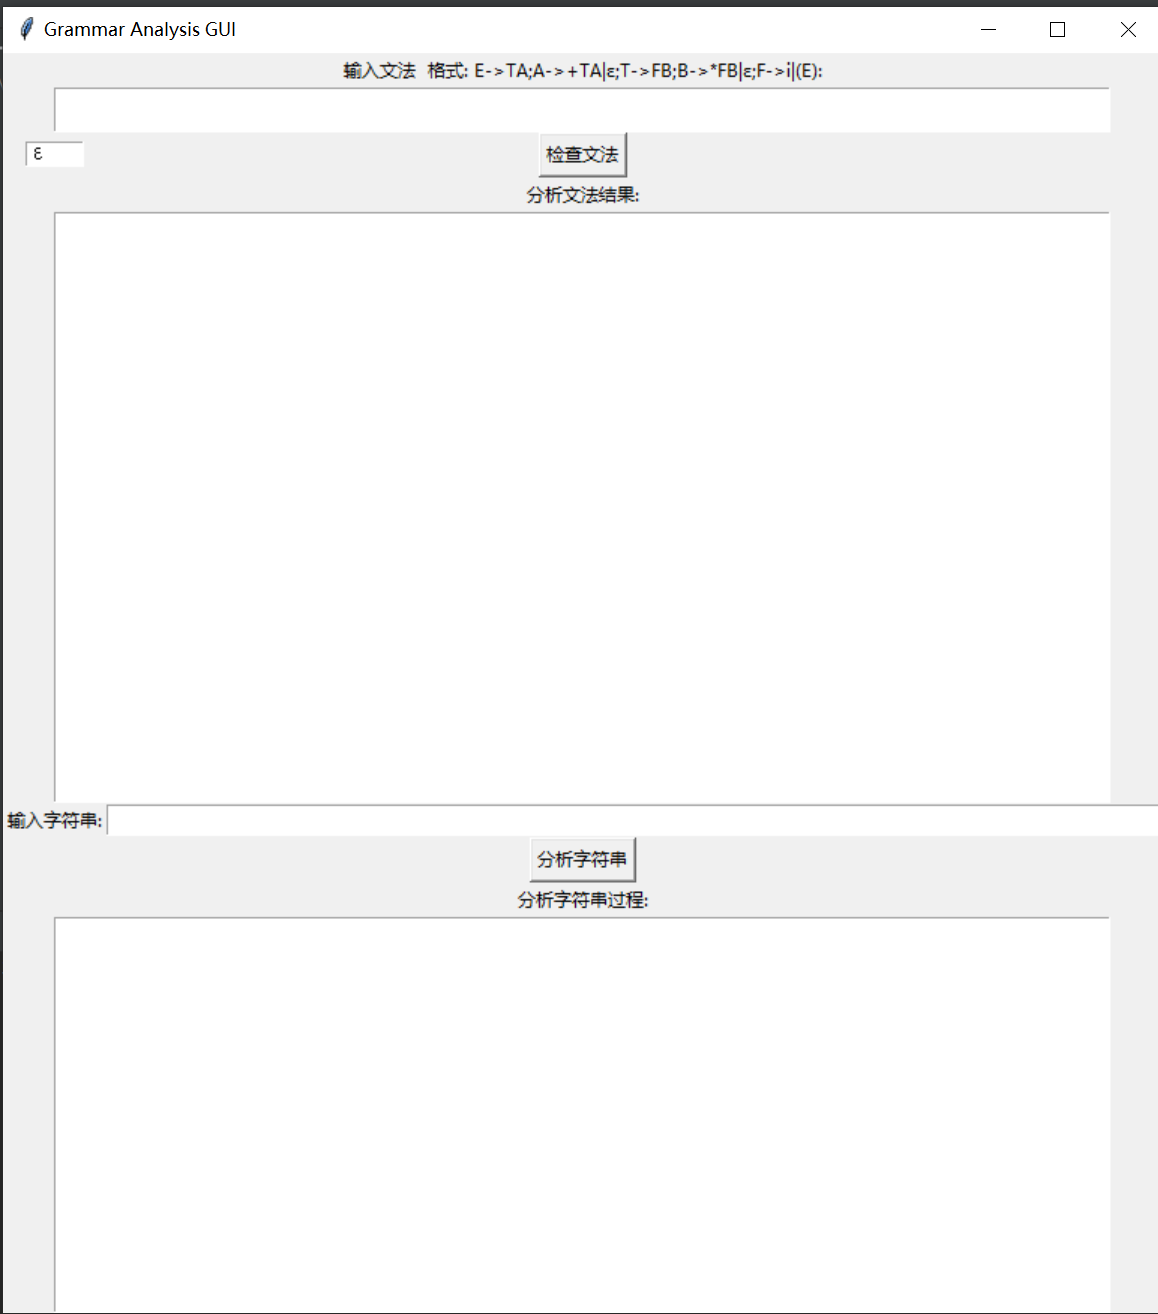 Grammar Analysis GUI
输入文法  格式: E->TA;A->+TA|ε;T->FB;B->*FB|ε;F->i|(E):
ε
检查文法
分析文法结果:
输入字符串:
分析字符串
分析字符串过程: